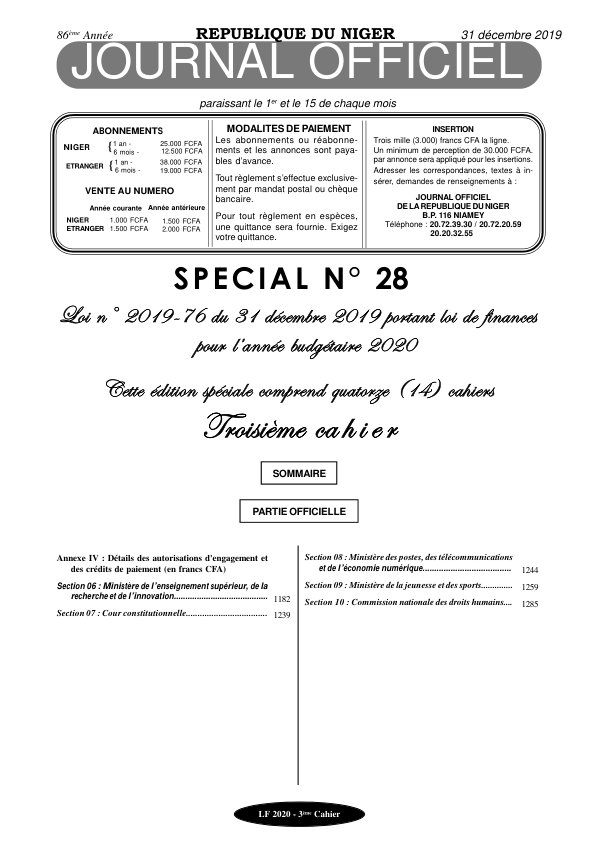 86ème Année
REPUBLIQUE DU NIGER
31 décembre 2019
JOURNAL OFFICIEL
paraissant le 1er et le 15 de chaque mois
ABONNEMENTS
NIGER { 1 an - 25.000 FCFA
6 mois - 12.500 FCFA
ETRANGER { 1 an - 38.000 FCFA
6 mois - 19.000 FCFA
VENTE AU NUMERO
Année courante Année antérieure
NIGER 1.000 FCFA 1.500 FCFA
ETRANGER 1.500 FCFA 2.000 FCFA
MODALITES DE PAIEMENT
Les abonnements ou réabonne-
ments et les annonces sont paya-
bles d'avance.
Tout règlement s'effectue exclusive-
ment par mandat postal ou chèque
bancaire.
Pour tout règlement en espèces,
une quittance sera fournie. Exigez
votre quittance.
INSERTION
Trois mille (3.000) francs CFA la ligne.
Un minimum de perception de 30.000 FCFA.
par annonce sera appliqué pour les insertions.
Adresser les correspondances, textes à in-
sérer, demandes de renseignements à :
JOURNAL OFFICIEL
DE LA REPUBLIQUE DU NIGER
B.P. 116 NIAMEY
Téléphone : 20.72.39.30 / 20.72.20.59
20.20.32.55
SPECIAL N° 28
Loi n° 2019-76 du 31 décembre 2019 portant loi de finances
pour l'année budgétaire 2020
Cette édition spéciale comprend quatorze (14) cahiers
Troisième cahier
SOMMAIRE
PARTIE OFFICIELLE
Annexe IV : Détails des autorisations d'engagement et
des crédits de paiement (en francs CFA)
Section 06 : Ministère de l'enseignement supérieur, de la
recherche et de l'innovation.......................................... 1182
Section 07 : Cour constitutionnelle.................................. 1239
Section 08 : Ministère des postes, des télécommunications
et de l'économie numérique....................................... 1244
Section 09 : Ministère de la jeunesse et des sports............. 1259
Section 10 : Commission nationale des droits humains.... 1285
LF 2020 - 3ème Cahier